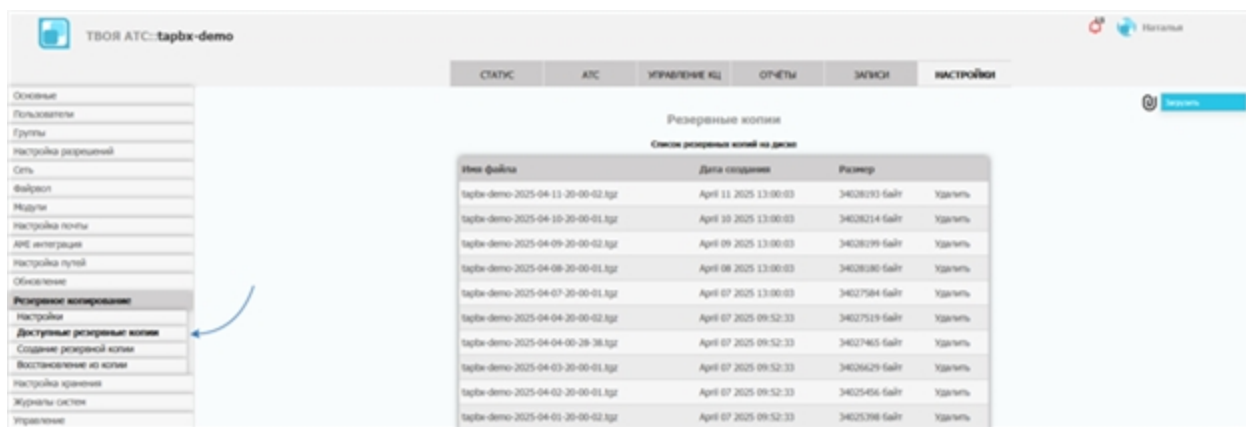 ТВОЯ АТС::tapbx-demo
Наталья
СТАТУС АТС УПРАВЛЕНИЕ КЦ ОТЧЁТЫ ЗАПИСИ НАСТРОЙКИ
Основные
Пользователи
Группы
Настройка разрешений
Сеть
Файрвол
Модули
Настройка почты
AMI интеграция
Настройка путей
Обновление
Резервное копирование
Настройки
Доступные резервные копии
Создание резервной копии
Восстановление из копии
Настройка хранения
Журналы систем
Управление
Загрузить
Резервные копии
Список резервных копий на диске
Имя файла Дата создания Размер
tapbx-demo-2025-04-11-20-00-02.tgz April 11 2025 13:00:03 34028193 байт Удалить
tapbx-demo-2025-04-10-20-00-01.tgz April 10 2025 13:00:03 34028214 байт Удалить
tapbx-demo-2025-04-09-20-00-02.tgz April 09 2025 13:00:03 34028199 байт Удалить
tapbx-demo-2025-04-08-20-00-01.tgz April 08 2025 13:00:03 34028180 байт Удалить
tapbx-demo-2025-04-07-20-00-01.tgz April 07 2025 13:00:03 34027584 байт Удалить
tapbx-demo-2025-04-04-20-00-02.tgz April 07 2025 09:52:33 34027519 байт Удалить
tapbx-demo-2025-04-04-00-28-38.tgz April 07 2025 09:52:33 34027465 байт Удалить
tapbx-demo-2025-04-03-20-00-01.tgz April 07 2025 09:52:33 34026629 байт Удалить
tapbx-demo-2025-04-02-20-00-01.tgz April 07 2025 09:52:33 34025456 байт Удалить
tapbx-demo-2025-04-01-20-00-02.tgz April 07 2025 09:52:33 34025398 байт Удалить